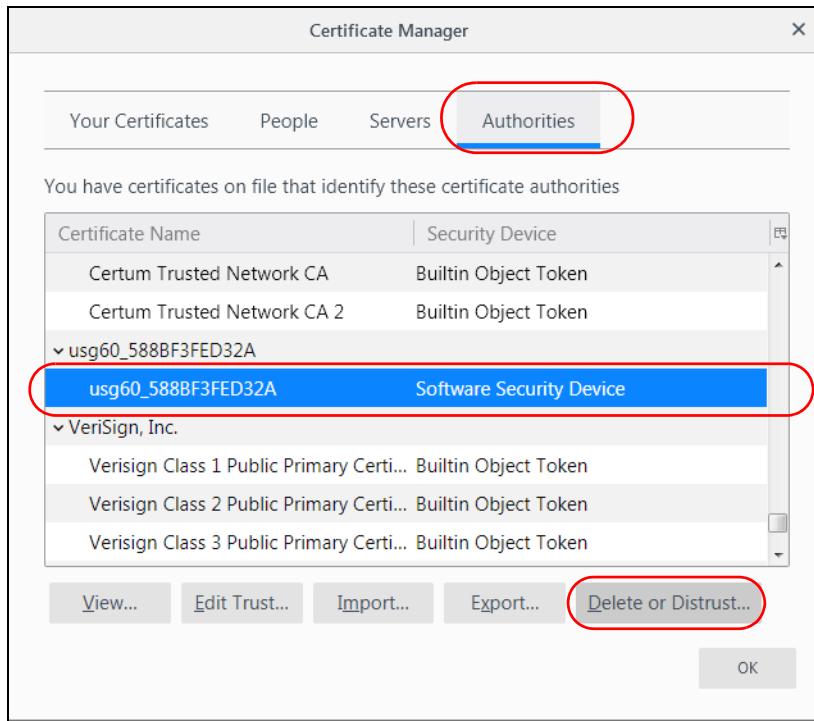 Certificate Manager
Your Certificates People Servers Authorities
You have certificates on file that identify these certificate authorities
Certificate Name Security Device
Certum Trusted Network CA Builtin Object Token
Certum Trusted Network CA 2 Builtin Object Token
usg60_588BF3FED32A
usg60_588BF3FED32A Software Security Device
VeriSign, Inc.
Verisign Class 1 Public Primary Certi... Builtin Object Token
Verisign Class 2 Public Primary Certi... Builtin Object Token
Verisign Class 3 Public Primary Certi... Builtin Object Token
View... Edit Trust... Import... Export... Delete or Distrust...
OK